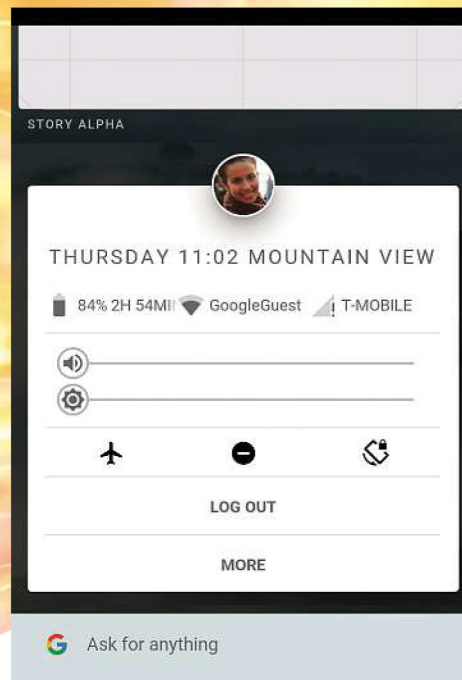 STORY ALPHA
THURSDAY 11:02 MOUNTAIN VIEW
84% 2H 54MI GoogleGuest T-MOBILE
LOG OUT
MORE
G Ask for anything